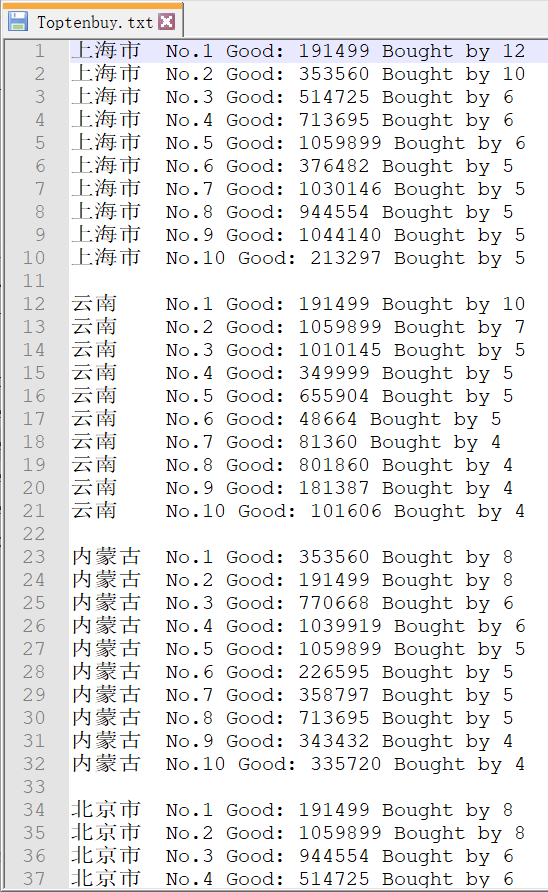 Toptenbuy.txt
1 上海市 No.1 Good: 191499 Bought by 12
2 上海市 No.2 Good: 353560 Bought by 10
3 上海市 No.3 Good: 514725 Bought by 6
4 上海市 No.4 Good: 713695 Bought by 6
5 上海市 No.5 Good: 1059899 Bought by 6
6 上海市 No.6 Good: 376482 Bought by 5
7 上海市 No.7 Good: 1030146 Bought by 5
8 上海市 No.8 Good: 944554 Bought by 5
9 上海市 No.9 Good: 1044140 Bought by 5
10 上海市 No.10 Good: 213297 Bought by 5
11
12 云南 No.1 Good: 191499 Bought by 10
13 云南 No.2 Good: 1059899 Bought by 7
14 云南 No.3 Good: 1010145 Bought by 5
15 云南 No.4 Good: 349999 Bought by 5
16 云南 No.5 Good: 655904 Bought by 5
17 云南 No.6 Good: 48664 Bought by 5
18 云南 No.7 Good: 81360 Bought by 4
19 云南 No.8 Good: 801860 Bought by 4
20 云南 No.9 Good: 181387 Bought by 4
21 云南 No.10 Good: 101606 Bought by 4
22
23 内蒙古 No.1 Good: 353560 Bought by 8
24 内蒙古 No.2 Good: 191499 Bought by 8
25 内蒙古 No.3 Good: 770668 Bought by 6
26 内蒙古 No.4 Good: 1039919 Bought by 6
27 内蒙古 No.5 Good: 1059899 Bought by 5
28 内蒙古 No.6 Good: 226595 Bought by 5
29 内蒙古 No.7 Good: 358797 Bought by 5
30 内蒙古 No.8 Good: 713695 Bought by 5
31 内蒙古 No.9 Good: 343432 Bought by 4
32 内蒙古 No.10 Good: 335720 Bought by 4
33
34 北京市 No.1 Good: 191499 Bought by 8
35 北京市 No.2 Good: 1059899 Bought by 8
36 北京市 No.3 Good: 944554 Bought by 6
37 北京市 No.4 Good: 514725 Bought by 6